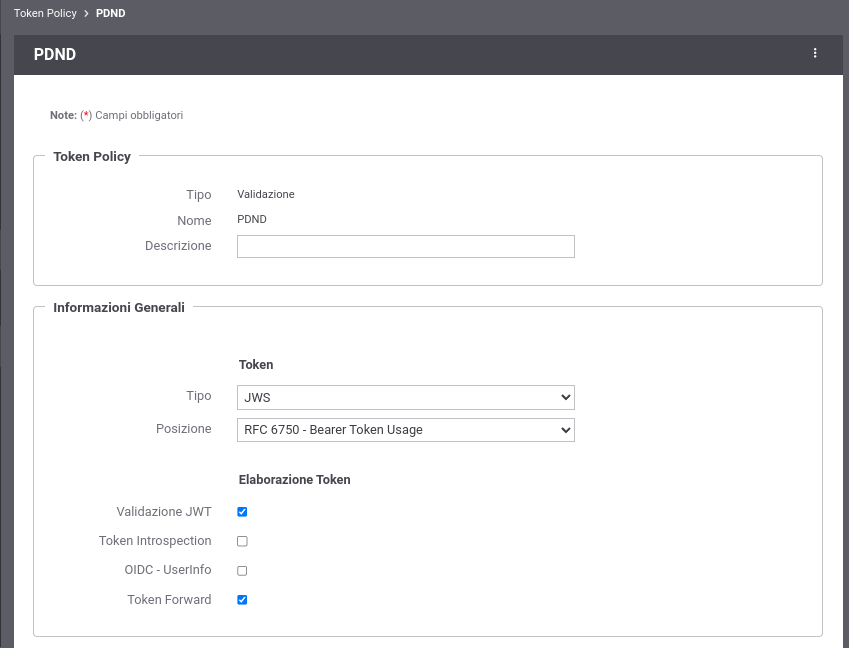 Token Policy > PDND
PDND
Note: (*) Campi obbligatori
Token Policy
Tipo Validazione
Nome PDND
Descrizione
Informazioni Generali
Token
Tipo JWS
Posizione RFC 6750 - Bearer Token Usage
Elaborazione Token
Validazione JWT
Token Introspection
OIDC - UserInfo
Token Forward